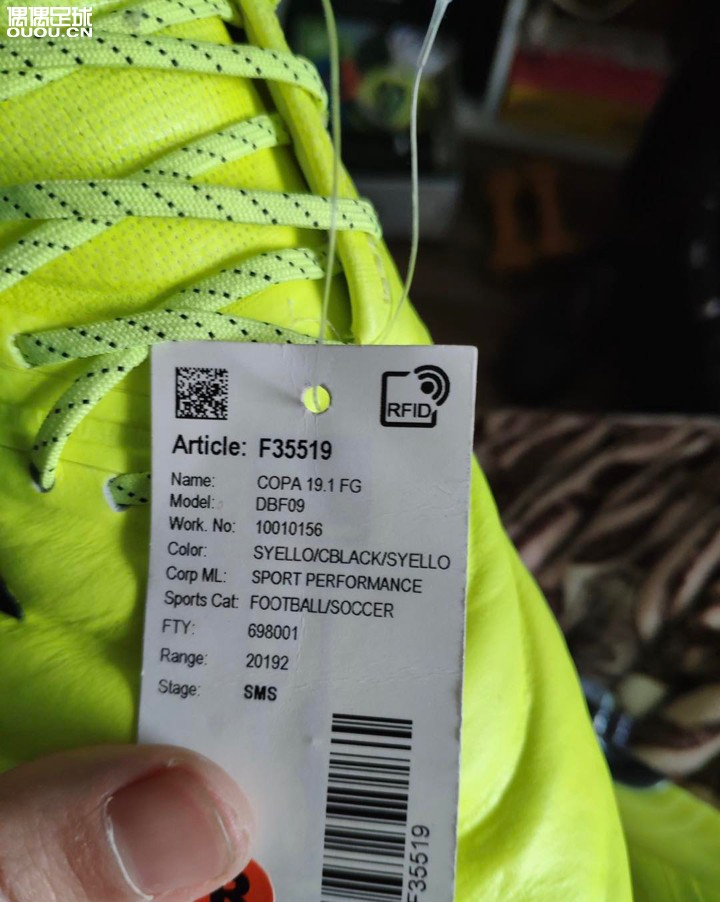 偶偶足球
OUOU.CN
RFID
Article: F35519
Name: COPA 19.1 FG
Model: DBF09
Work. No: 10010156
Color: SYELLO/CBLACK/SYELLO
Corp ML: SPORT PERFORMANCE
Sports Cat: FOOTBALL/SOCCER
FTY: 698001
Range: 20192
Stage: SMS
F35519
R